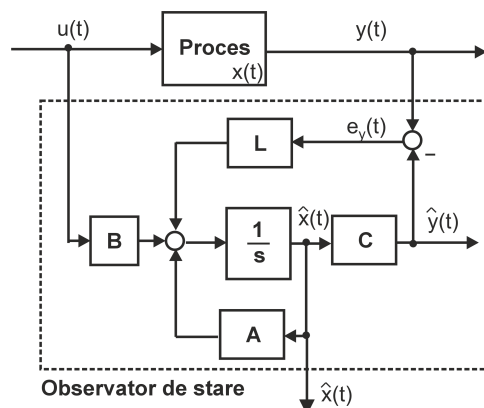 u(t)
Proces
x(t)
y(t)
L
e_y(t)
–
B
1
s
x̂(t)
C
ŷ(t)
A
Observator de stare
x̂(t)